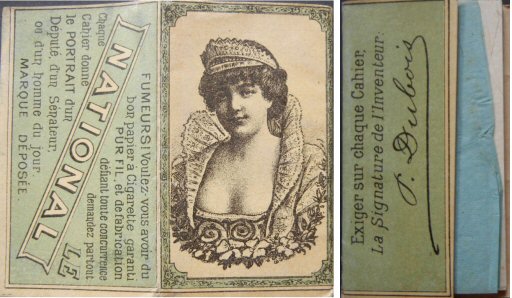 FUMEURS! Voulez-vous avoir du
bon papier à Cigarette garanti
PUR FIL et de fabrication
défiant toute concurrence
demandez partout
LE
NATIONAL
Chaque
Cahier donne
le PORTRAIT d'un
Député, d'un Sénateur,
ou d'un homme du jour.
MARQUE DÉPOSÉE
Exiger sur chaque Cahier,
La Signature de l'Inventeur.
Dubois